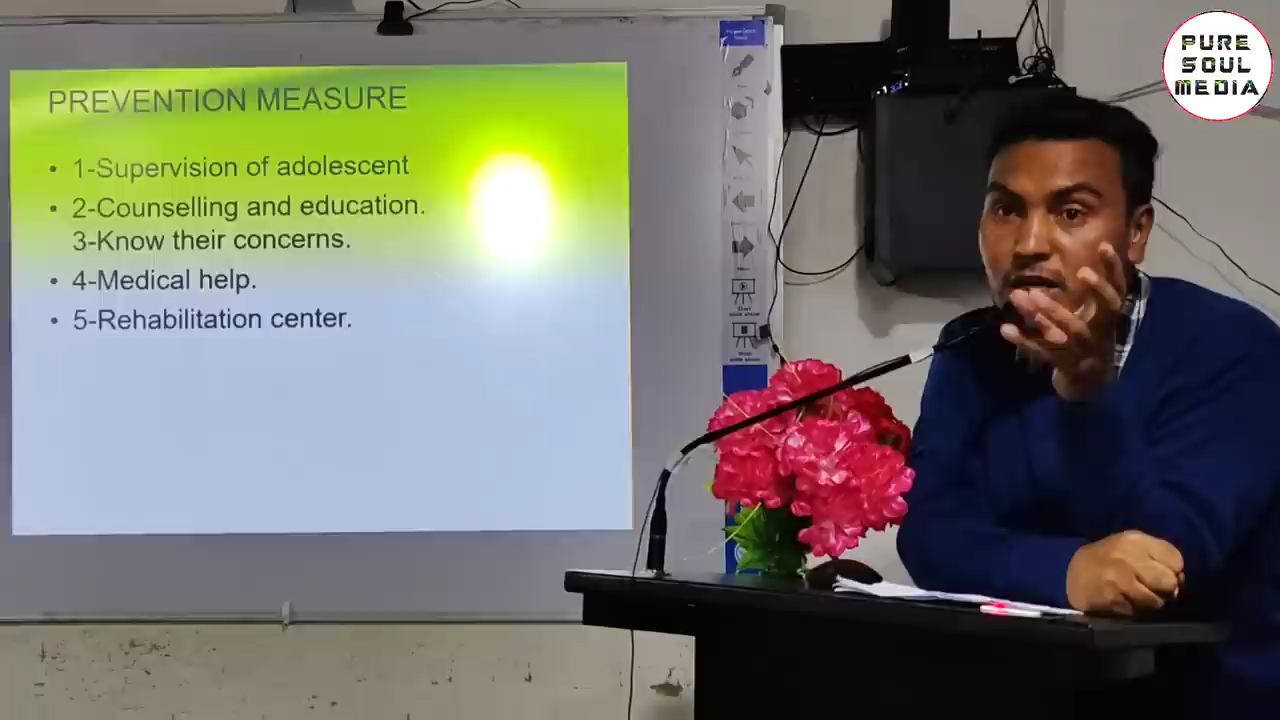 PREVENTION MEASURE
• 1-Supervision of adolescent
• 2-Counselling and education.
3-Know their concerns.
• 4-Medical help.
• 5-Rehabilitation center.
PURE
SOUL
MEDIA